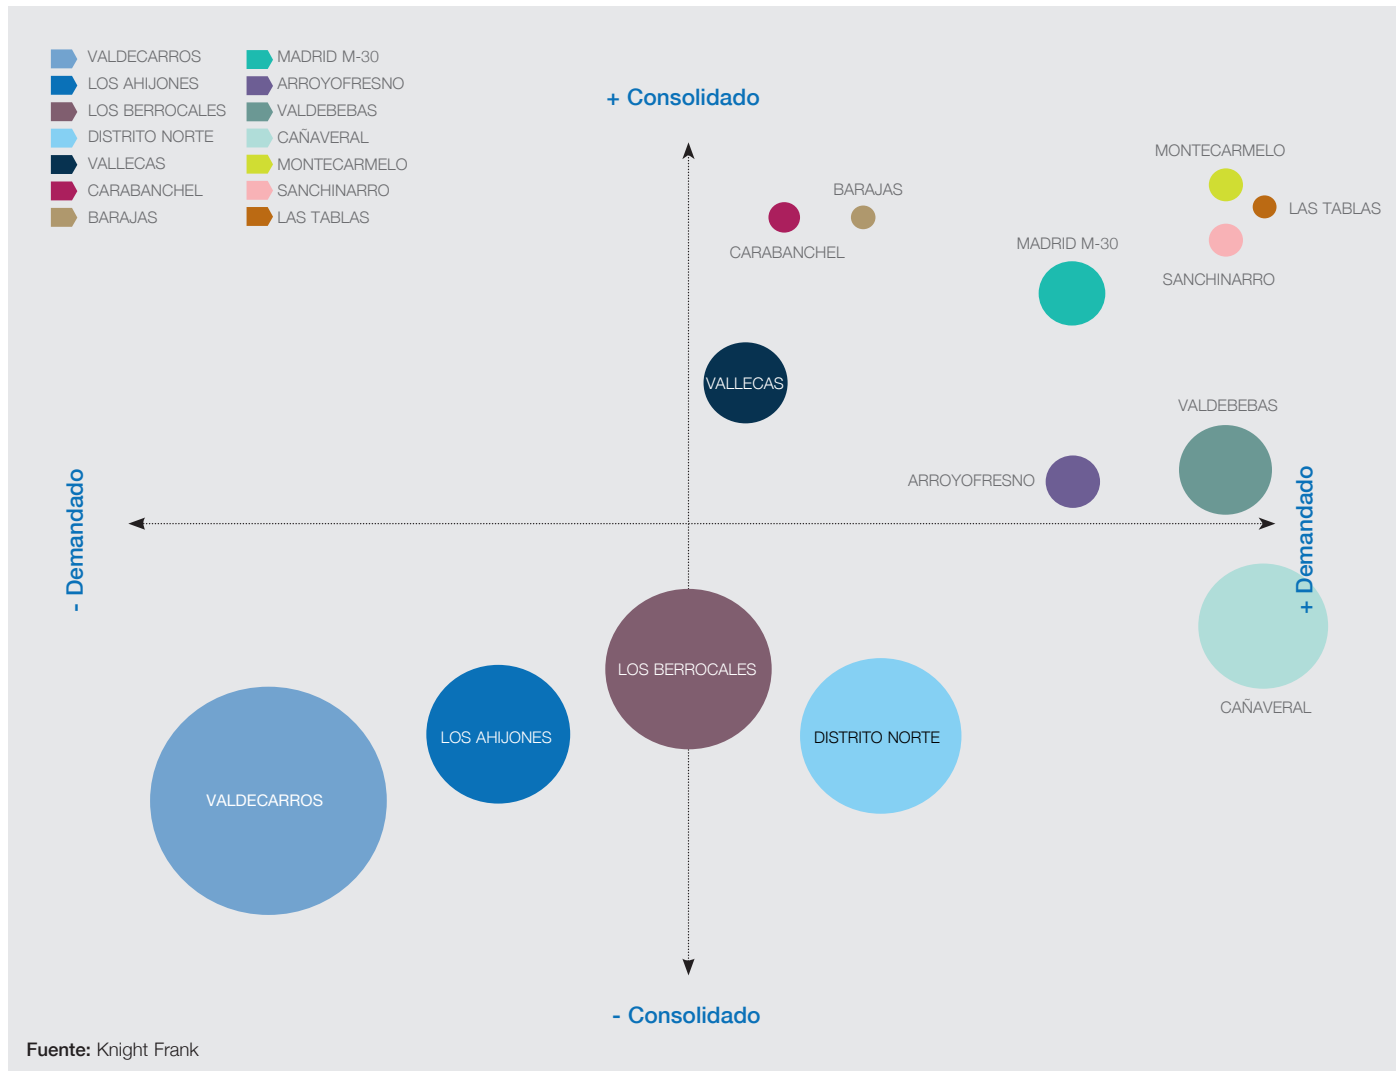 VALDECARROS
LOS AHIJONES
LOS BERROCALES
DISTRITO NORTE
VALLECAS
CARABANCHEL
BARAJAS
MADRID M-30
ARROYOFRESNO
VALDEBEBAS
CAÑAVERAL
MONTECARMELO
SANCHINARRO
LAS TABLAS
+ Consolidado
MONTECARMELO
BARAJAS
LAS TABLAS
CARABANCHEL
MADRID M-30
SANCHINARRO
VALLECAS
VALDEBEBAS
ARROYOFRESNO
- Demandado
+ Demandado
LOS BERROCALES
CAÑAVERAL
LOS AHIJONES
DISTRITO NORTE
VALDECARROS
- Consolidado
Fuente: Knight Frank